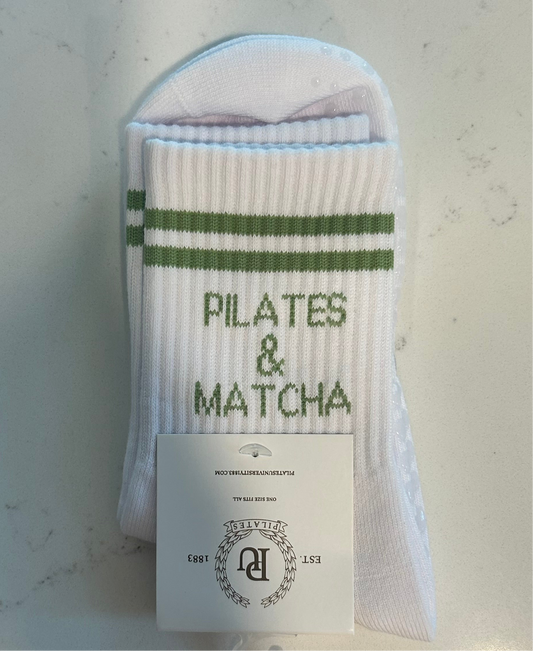 PILATES
&
MATCHA
PILATESUNIVERSITY1883.COM
ONE SIZE FITS ALL
PILATES
EST. PU 1883